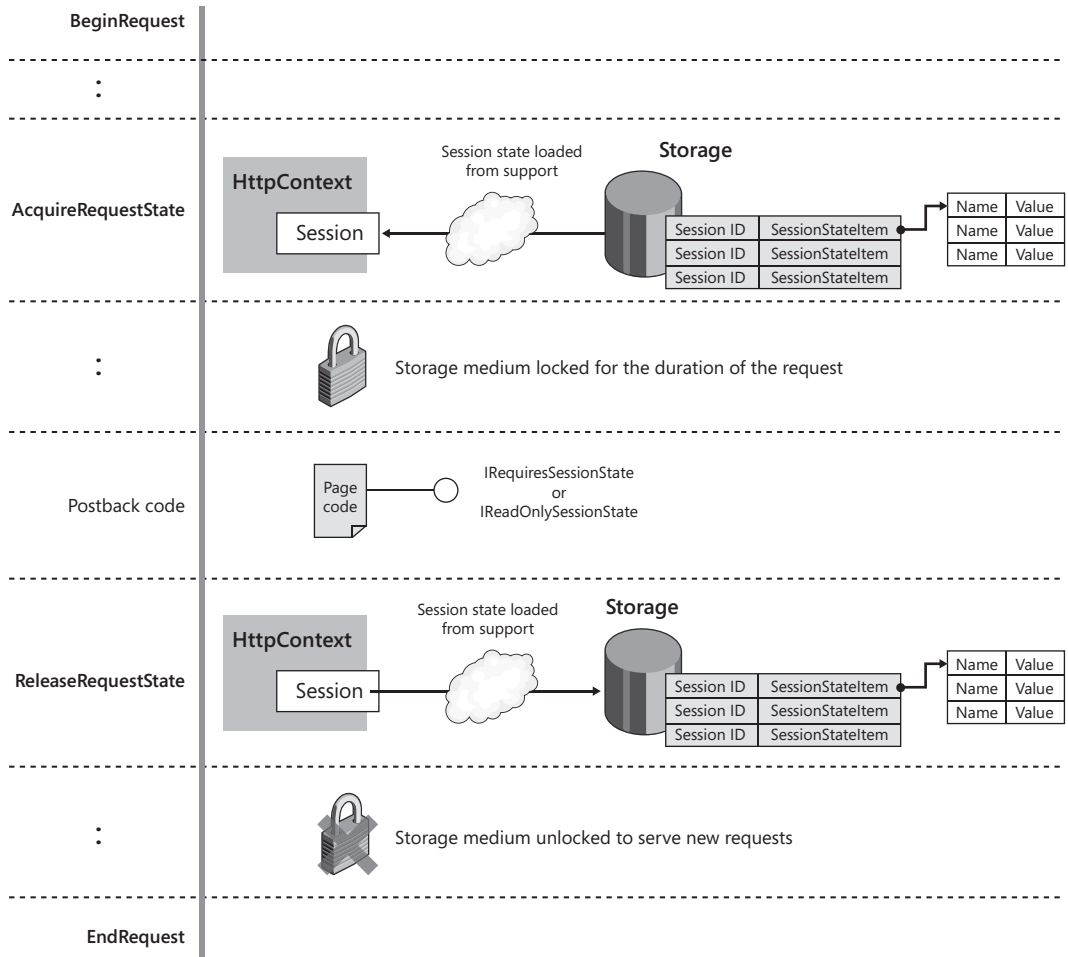 BeginRequest
:
AcquireRequestState
HttpContext
Session
Session state loaded
from support
Storage
Session ID SessionStateItem
Session ID SessionStateItem
Session ID SessionStateItem
Name Value
Name Value
Name Value
:
Storage medium locked for the duration of the request
Postback code
Page
code
IRequiresSessionState
or
IReadOnlySessionState
ReleaseRequestState
HttpContext
Session
Session state loaded
from support
Storage
Session ID SessionStateItem
Session ID SessionStateItem
Session ID SessionStateItem
Name Value
Name Value
Name Value
:
Storage medium unlocked to serve new requests
EndRequest